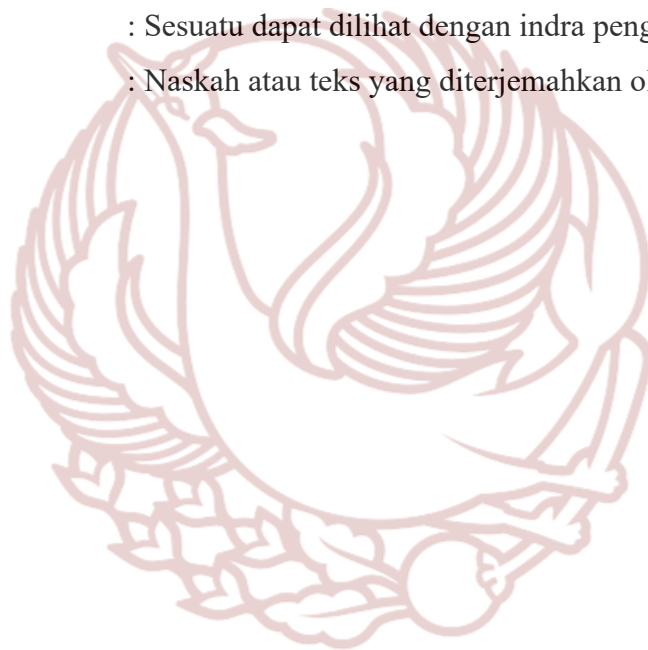 : Sesuatu dapat dilihat dengan indra
: Naskah atau teks yang diterjemahkan